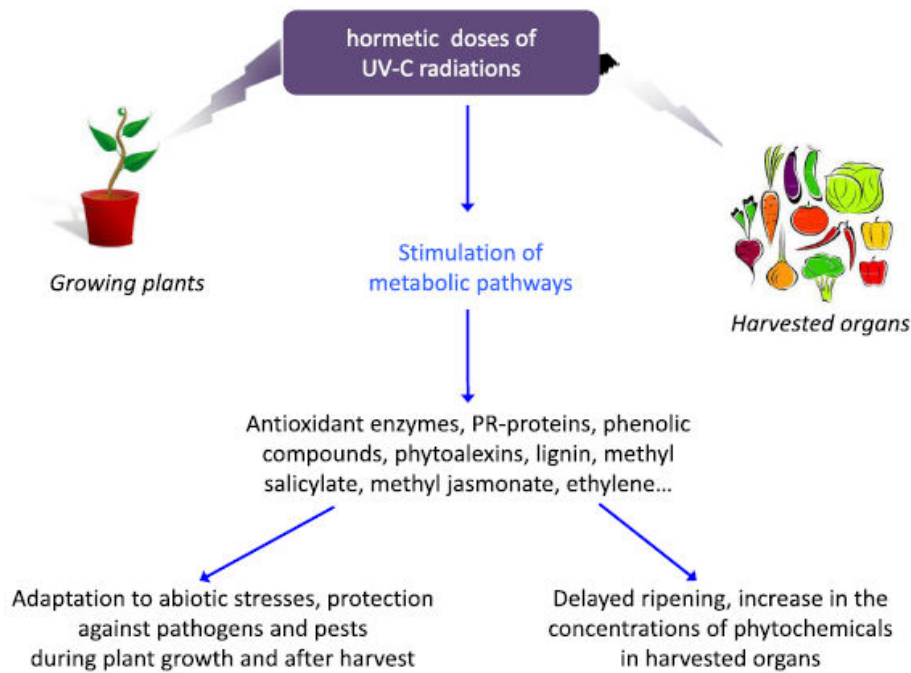 hormetic doses of
UV-C radiations
Growing plants
Harvested organs
Stimulation of
metabolic pathways
Antioxidant enzymes, PR-proteins, phenolic
compounds, phytoalexins, lignin, methyl
salicylate, methyl jasmonate, ethylene…
Adaptation to abiotic stresses, protection
against pathogens and pests
during plant growth and after harvest
Delayed ripening, increase in the
concentrations of phytochemicals
in harvested organs